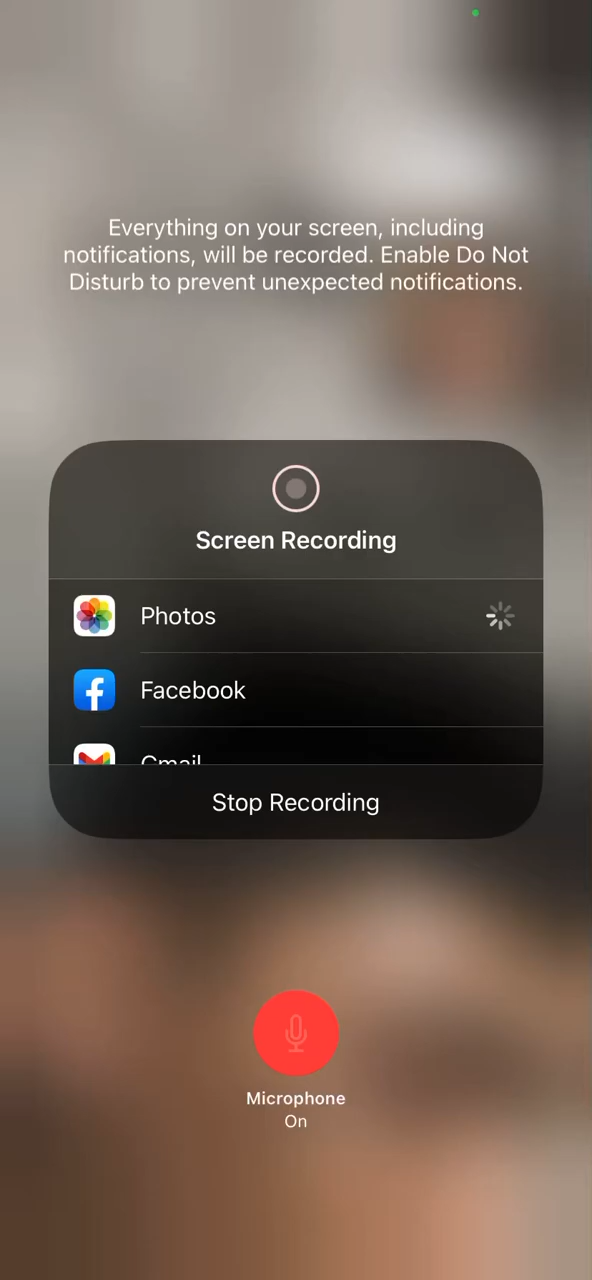 Everything on your screen, including
notifications, will be recorded. Enable Do Not
Disturb to prevent unexpected notifications.
Screen Recording
Photos
Facebook
Gmail
Stop Recording
Microphone
On